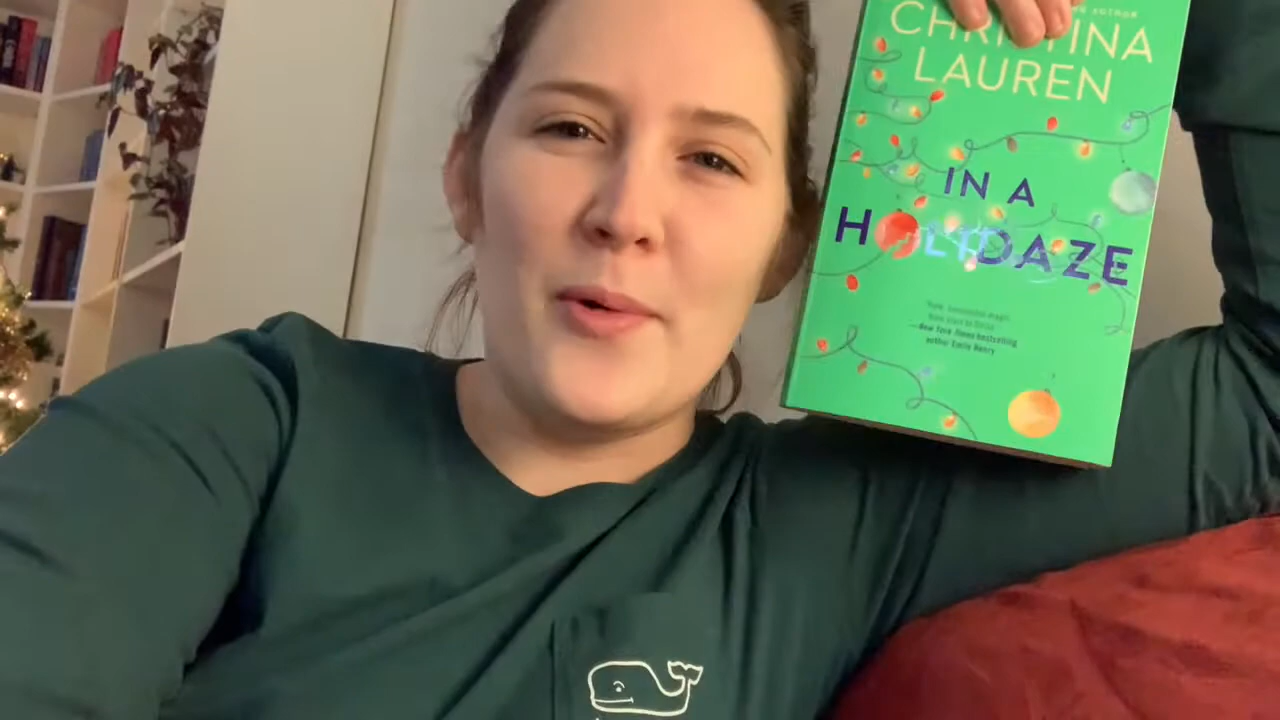 CHRISTINA
LAUREN
IN A
HOLIDAZE
—New York Times bestselling
author Emily Henry